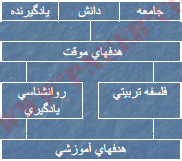 جامعه
دانش
يادگيرنده
هدفهاي موقت
فلسفه تربيتي
روانشناسي
يادگيري
هدفهاي آموزشي